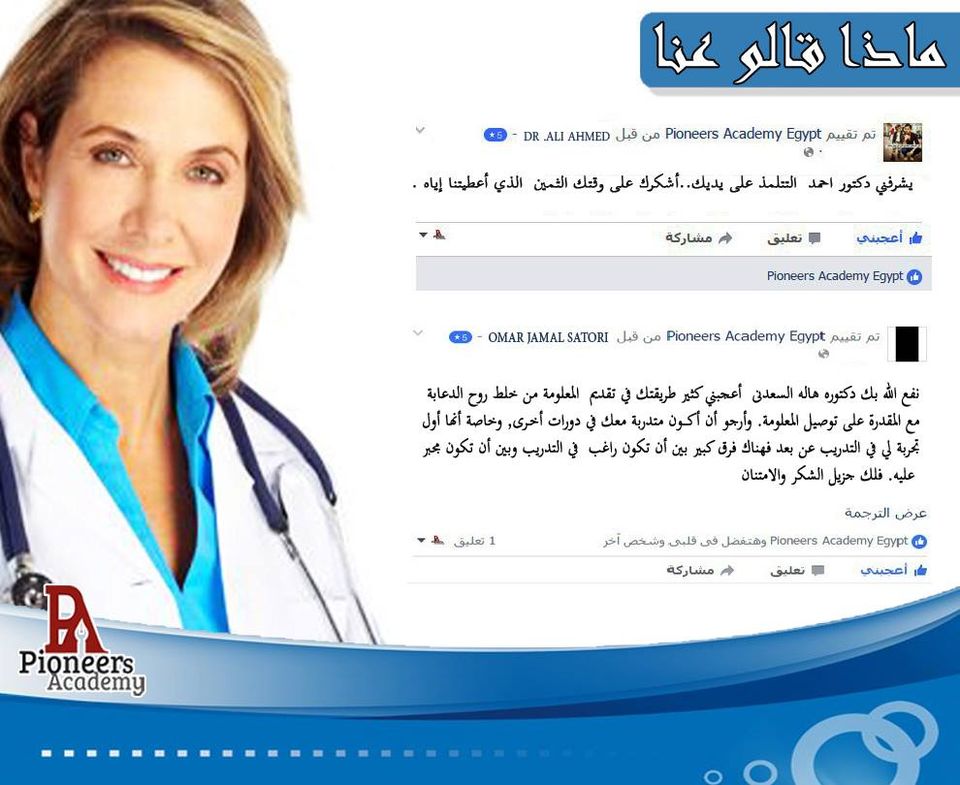 ماذا قالو عنا
تم تقييم Pioneers Academy Egypt من قبل DR .ALI AHMED - 5★
يشرفني دكتور احمد التتلمذ على يديك..أشكرك على وقتك الثمين الذي أعطيتنا إياه .
أعجبني تعليق مشاركة
Pioneers Academy Egypt
تم تقييم Pioneers Academy Egypt من قبل OMAR JAMAL SATORI - 5★
نفع الله بك دكتوره هاله السعدنى أعجبني كثير طريقتك في تقديم المعلومة من خلط روح الدعابة
مع المقدرة على توصيل المعلومة. وأرجو أن أكون متدربة معك في دورات أخرى, وخاصة أنها أول
تجربة لي في التدريب عن بعد فهناك فرق كبير بين أن تكون راغب في التدريب وبين أن تكون مجبر
عليه. فلك جزيل الشكر والامتنان
عرض الترجمة
Pioneers Academy Egypt وهتفضل فى قلبى وشخص آخر 1 تعليق
أعجبني تعليق مشاركة
PA
Pioneers
Academy